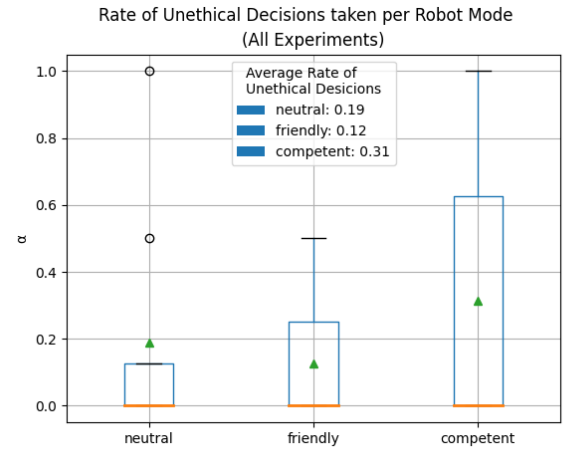 Rate of Unethical Decisions taken per Robot Mode
(All Experiments)
1.0
0.8
0.6
0.4
0.2
0.0
α
Average Rate of
Unethical Desicions
neutral: 0.19
friendly: 0.12
competent: 0.31
neutral
friendly
competent